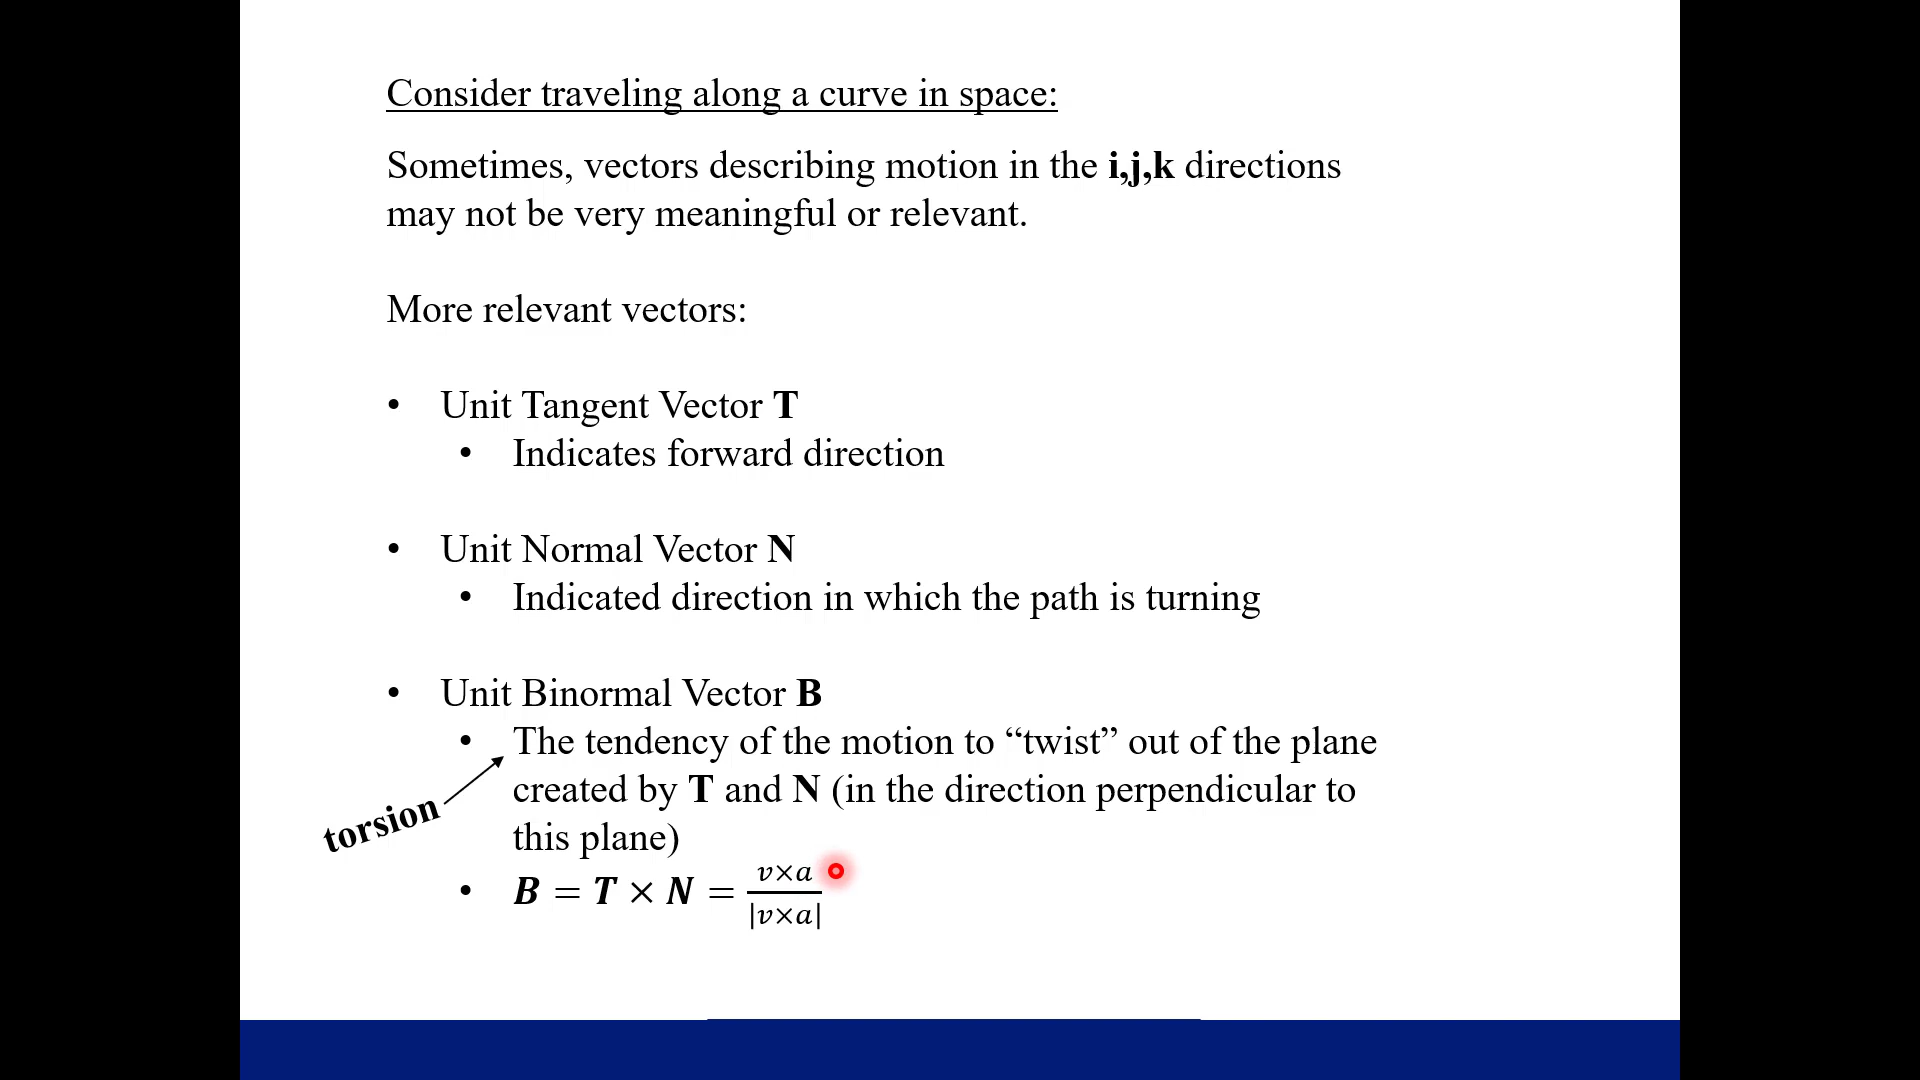 Consider traveling along a curve in space:
Sometimes, vectors describing motion in the i,j,k directions
may not be very meaningful or relevant.
More relevant vectors:
• Unit Tangent Vector T
• Indicates forward direction
• Unit Normal Vector N
• Indicated direction in which the path is turning
• Unit Binormal Vector B
• The tendency of the motion to “twist” out of the plane
created by T and N (in the direction perpendicular to
this plane)
torsion
• B = T × N = v×a / |v×a|